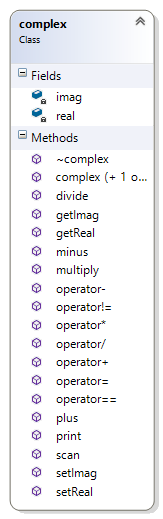 complex
Class
Fields
imag
real
Methods
~complex
complex (+ 1 o...
divide
getImag
getReal
minus
multiply
operator-
operator!=
operator*
operator/
operator+
operator=
operator==
plus
print
scan
setImag
setReal